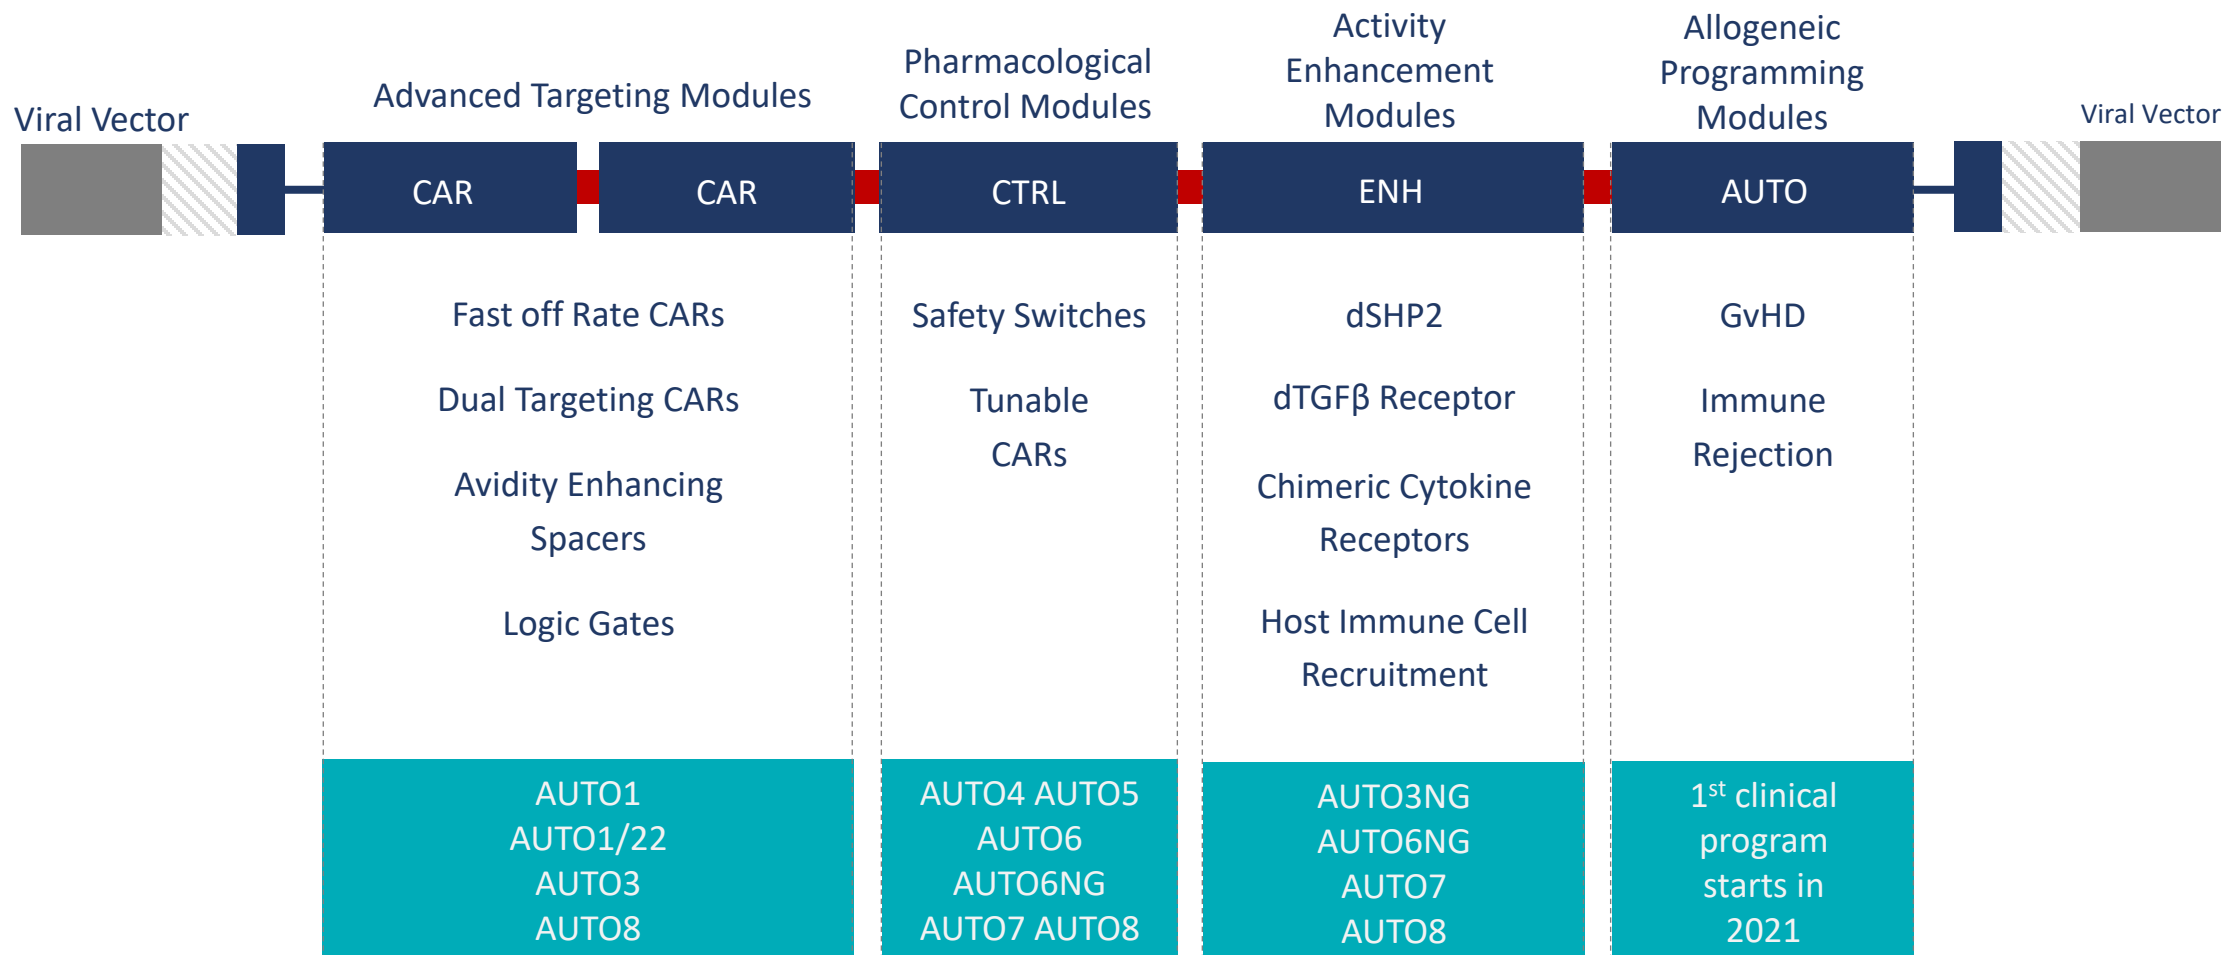 Viral Vector
Advanced Targeting Modules
Pharmacological
Control Modules
Activity
Enhancement
Modules
Allogeneic
Programming
Modules
Viral Vector
CAR
CAR
CTRL
ENH
AUTO
Fast off Rate CARs
Dual Targeting CARs
Avidity Enhancing
Spacers
Logic Gates
Safety Switches
Tunable
CARs
dSHP2
dTGFβ Receptor
Chimeric Cytokine
Receptors
Host Immune Cell
Recruitment
GvHD
Immune
Rejection
AUTO1
AUTO1/22
AUTO3
AUTO8
AUTO4 AUTO5
AUTO6
AUTO6NG
AUTO7 AUTO8
AUTO3NG
AUTO6NG
AUTO7
AUTO8
1st clinical
program
starts in
2021